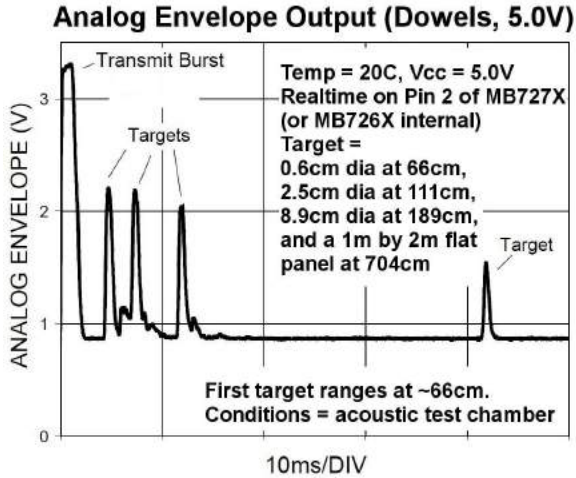 Analog Envelope Output (Dowels, 5.0V)
Transmit Burst
Temp = 20C, Vcc = 5.0V
Realtime on Pin 2 of MB727X
(or MB726X internal)
Target =
0.6cm dia at 66cm,
2.5cm dia at 111cm,
8.9cm dia at 189cm,
and a 1m by 2m flat
panel at 704cm
Targets
Target
ANALOG ENVELOPE (V)
3
2
1
0
First target ranges at ~66cm.
Conditions = acoustic test chamber
10ms/DIV